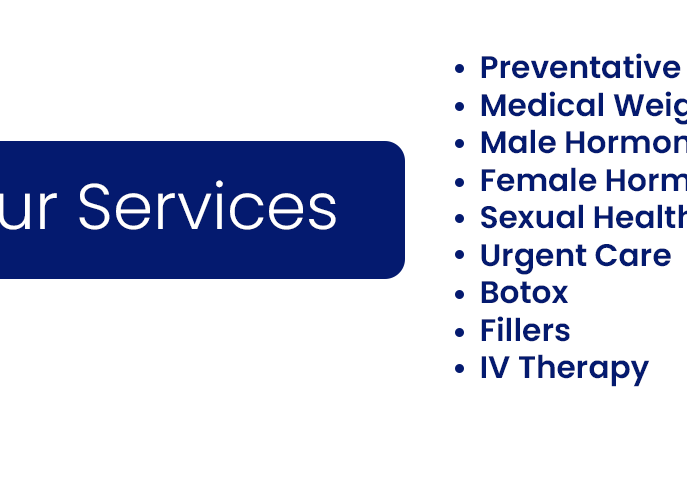 ur Services
Preventative
Medical Weig
Male Hormon
Female Horm
Sexual Health
Urgent Care
Botox
Fillers
IV Therapy